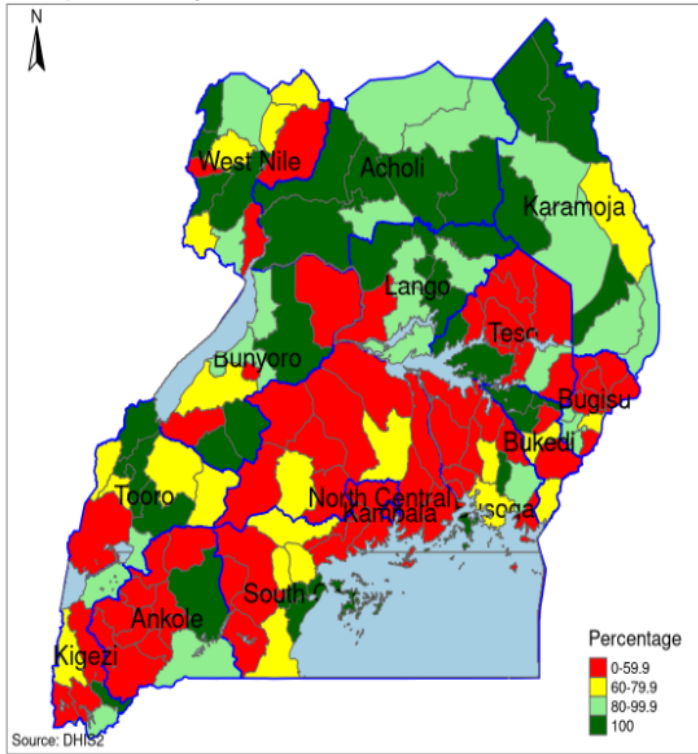 N
West Nile
Acholi
Karamoja
Lango
Teso
Bunyoro
Bugisu
Bukedi
Tooro
North Central
Kampala
soga
South C
Ankole
Kigezi
Percentage
0-59.9
60-79.9
80-99.9
100
Source: DHIS2